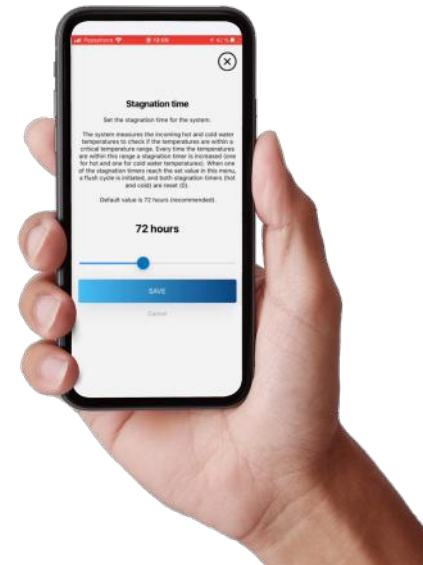 12:09
Stagnation time
Set the stagnation time for the system.
The system measures the incoming hot and cold water
temperatures to check if the temperatures are within a
critical temperature range. Every time the temperatures
are within this range a stagnation timer is increased (one
for hot and one for cold water temperatures). When one
of the stagnation timers reach the set value in this menu,
a flush cycle is initiated, and both stagnation timers (hot
and cold) are reset (0).
Default value is 72 hours (recommended).
72 hours
SAVE
Cancel